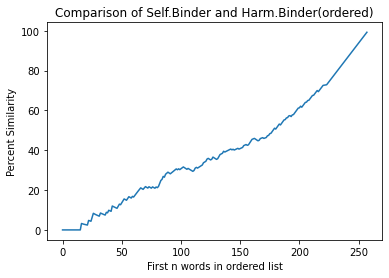 Comparison of Self.Binder and Harm.Binder(ordered)
100
80
60
40
20
0
Percent Similarity
0 50 100 150 200 250
First n words in ordered list